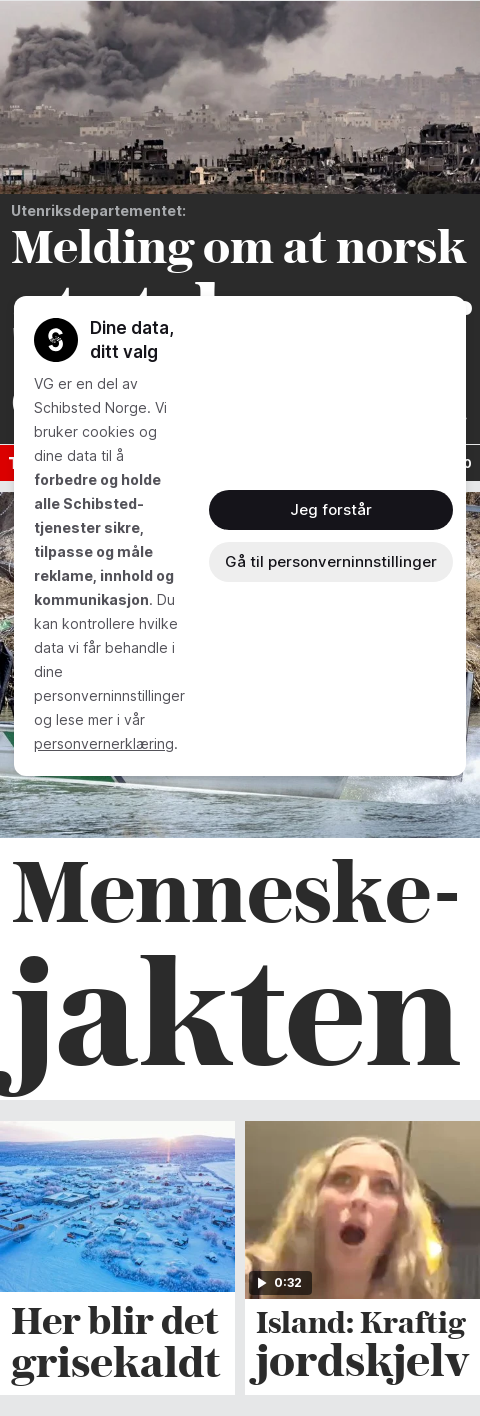 Utenriksdepartementet:
Melding om at norsk
Dine data,
ditt valg
VG er en del av
Schibsted Norge. Vi
bruker cookies og
dine data til å
forbedre og holde
alle Schibsted-
tjenester sikre,
tilpasse og måle
reklame, innhold og
kommunikasjon. Du
kan kontrollere hvilke
data vi får behandle i
dine
personverninnstillinger
og lese mer i vår
personvernerklæring.
Jeg forstår
Gå til personverninnstillinger
Menneske-
jakten
0:32
Her blir det
grisekaldt
Island: Kraftig
jordskjelv